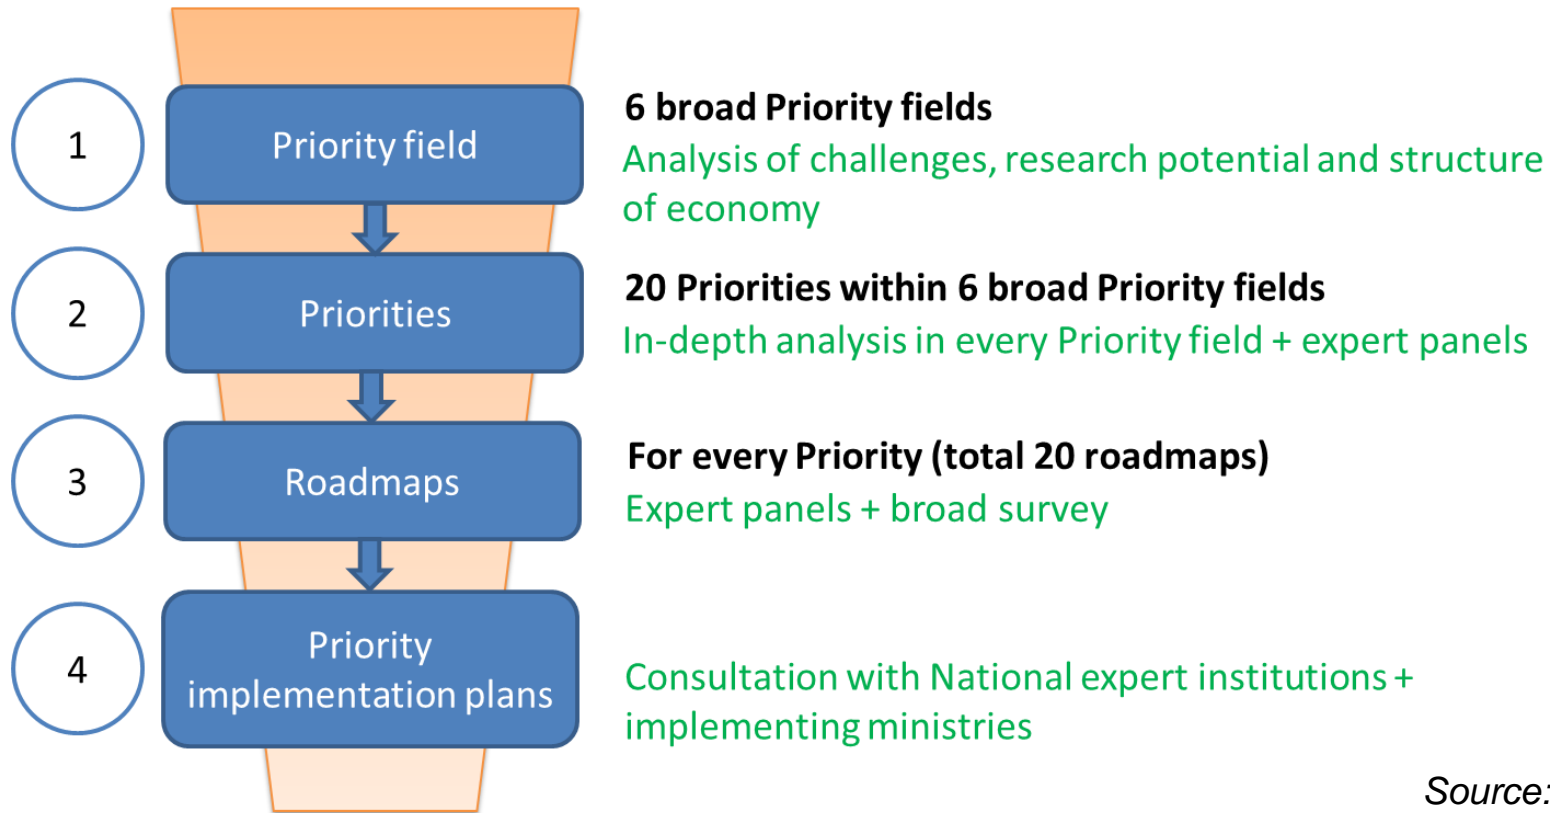 1
Priority field
6 broad Priority fields
Analysis of challenges, research potential and structure
of economy
2
Priorities
20 Priorities within 6 broad Priority fields
In-depth analysis in every Priority field + expert panels
3
Roadmaps
For every Priority (total 20 roadmaps)
Expert panels + broad survey
4
Priority
implementation plans
Consultation with National expert institutions +
implementing ministries
Source: